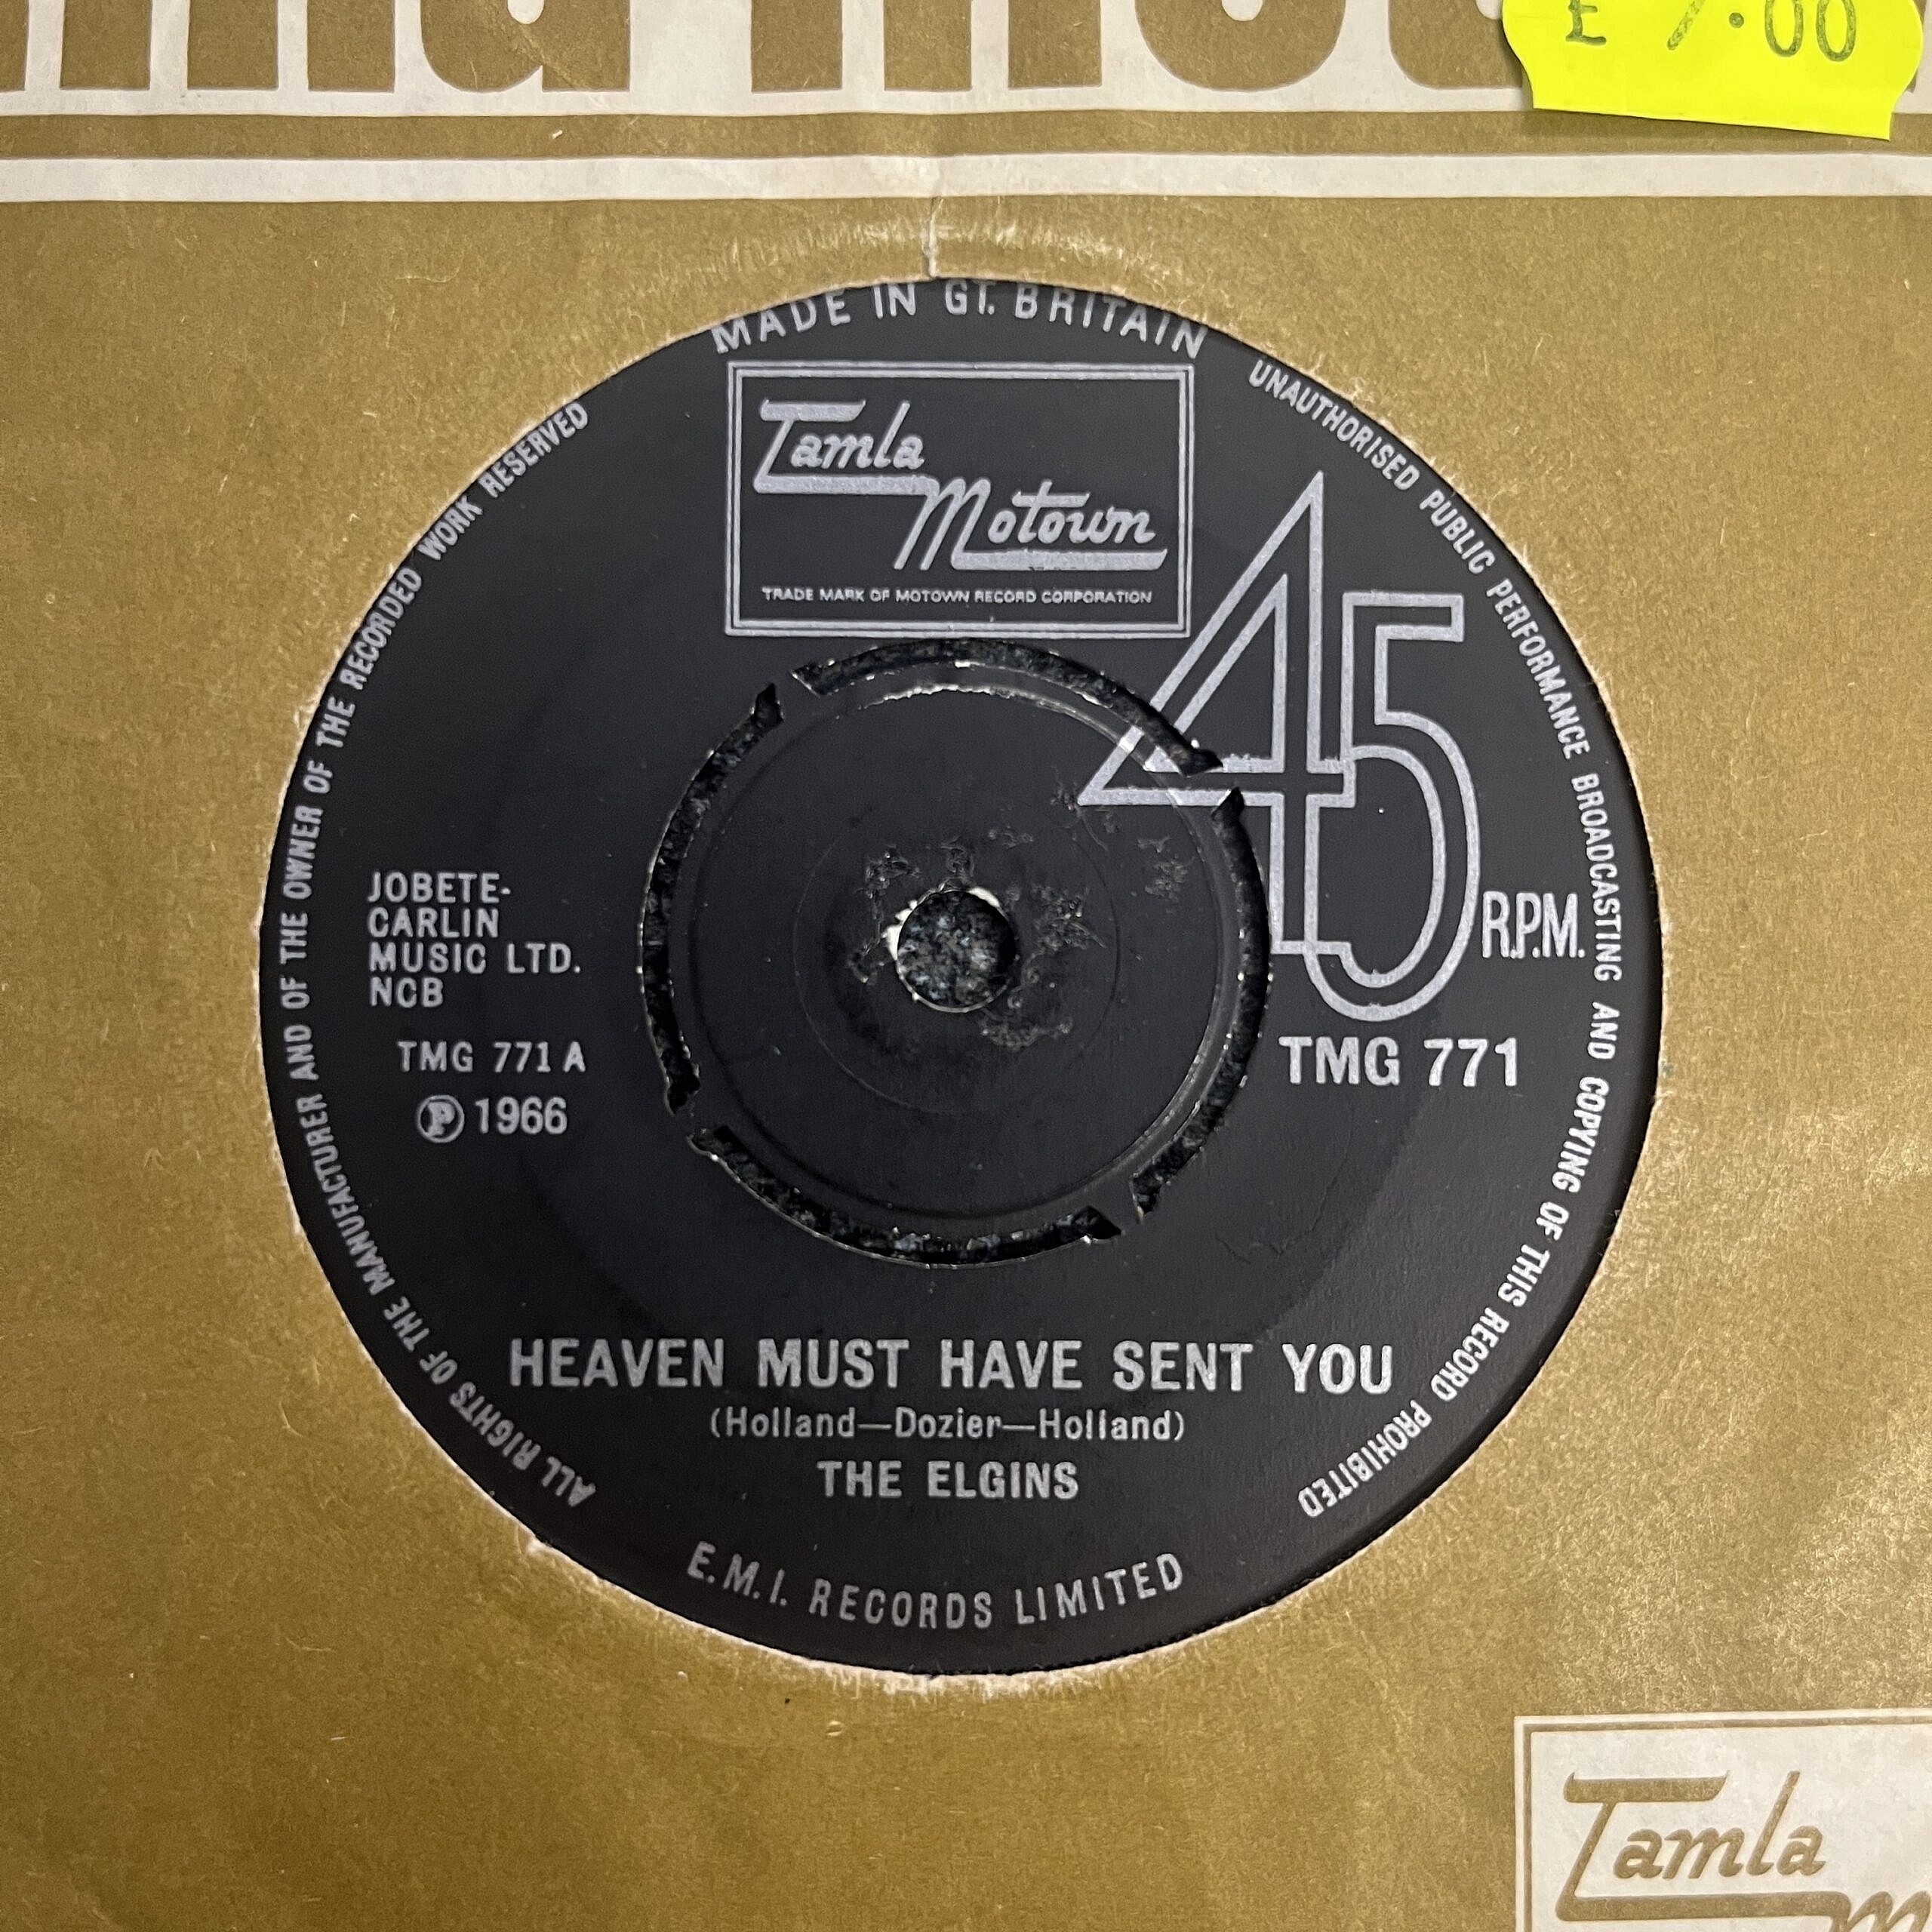 £ 7.00
MADE IN GT. BRITAIN
Tamla
Motown
TRADE MARK OF MOTOWN RECORD CORPORATION
45
R.P.M.
JOBETE-
CARLIN
MUSIC LTD.
NCB
TMG 771 A
Ⓟ 1966
TMG 771
HEAVEN MUST HAVE SENT YOU
(Holland—Dozier—Holland)
THE ELGINS
E.M.I. RECORDS LIMITED
ALL RIGHTS OF THE MANUFACTURER AND OF THE OWNER OF THE RECORDED WORK RESERVED
UNAUTHORISED PUBLIC PERFORMANCE BROADCASTING AND COPYING OF THIS RECORD PROHIBITED
Tamla